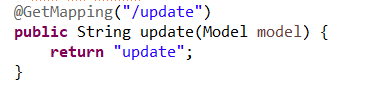 @GetMapping("/update")
public String update(Model model) {
    return "update";
}